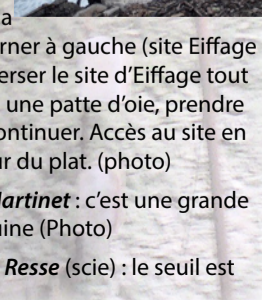 a
rner à gauche (site Eiffage
erser le site d'Eiffage tout
une patte d'oie, prendre
ontinuer. Accès au site en
r du plat. (photo)
artinet : c'est une grande
ine (Photo)
Resse (scie) : le seuil est